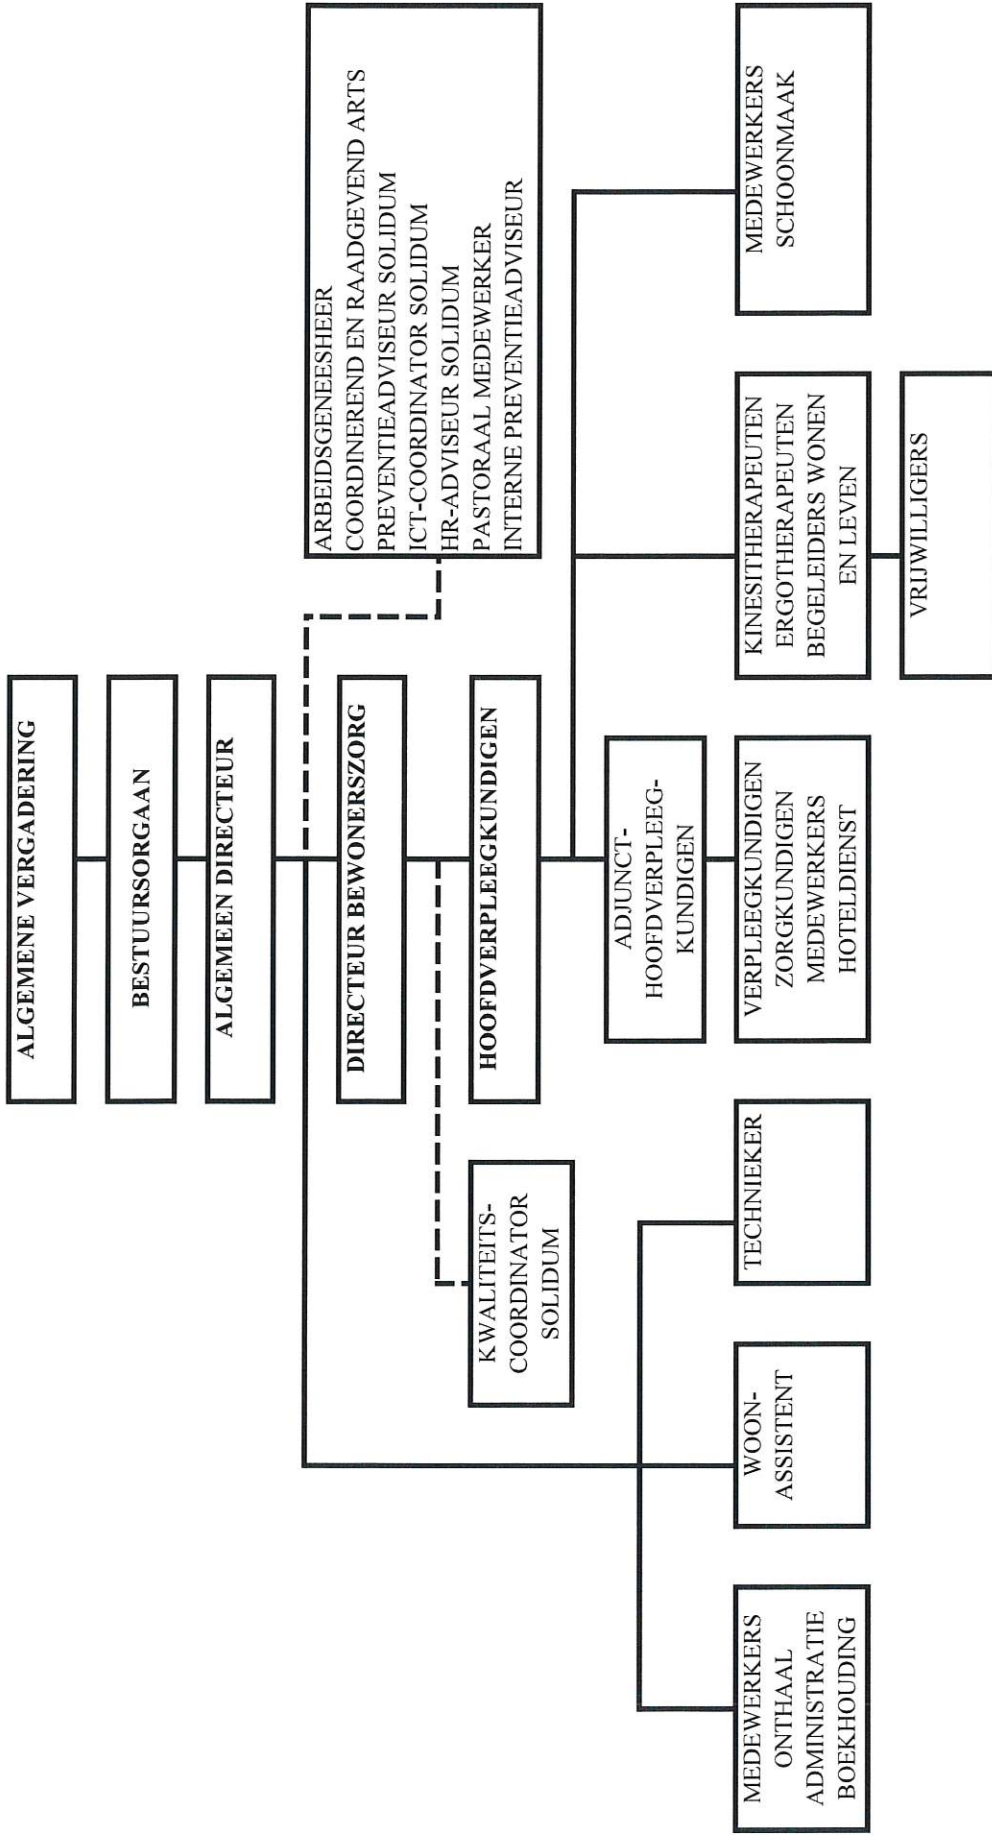 ALGEMENE VERGADERING
BESTUURSORGAAN
ALGEMEEN DIRECTEUR
ARBEIDSGENEESHEER
COORDINEREND EN RAADGEVEND ARTS
PREVENTIEADVISEUR SOLIDUM
ICT-COORDINATOR SOLIDUM
HR-ADVISEUR SOLIDUM
PASTORAAL MEDEWERKER
INTERNE PREVENTIEADVISEUR
DIRECTEUR BEWONERSZORG
KWALITEITS-
COORDINATOR
SOLIDUM
HOOFDVERPLEEGKUNDIGEN
ADJUNCT-
HOOFDVERPLEEG-
KUNDIGEN
MEDEWERKERS
ONTHAAL
ADMINISTRATIE
BOEKHOUDING
WOON-
ASSISTENT
TECHNIEKER
VERPLEEGKUNDIGEN
ZORGKUNDIGEN
MEDEWERKERS
HOTELDIENST
KINESITHERAPEUTEN
ERGOTHERAPEUTEN
BEGELEIDERS WONEN
EN LEVEN
MEDEWERKERS
SCHOONMAAK
VRIJWILLIGERS